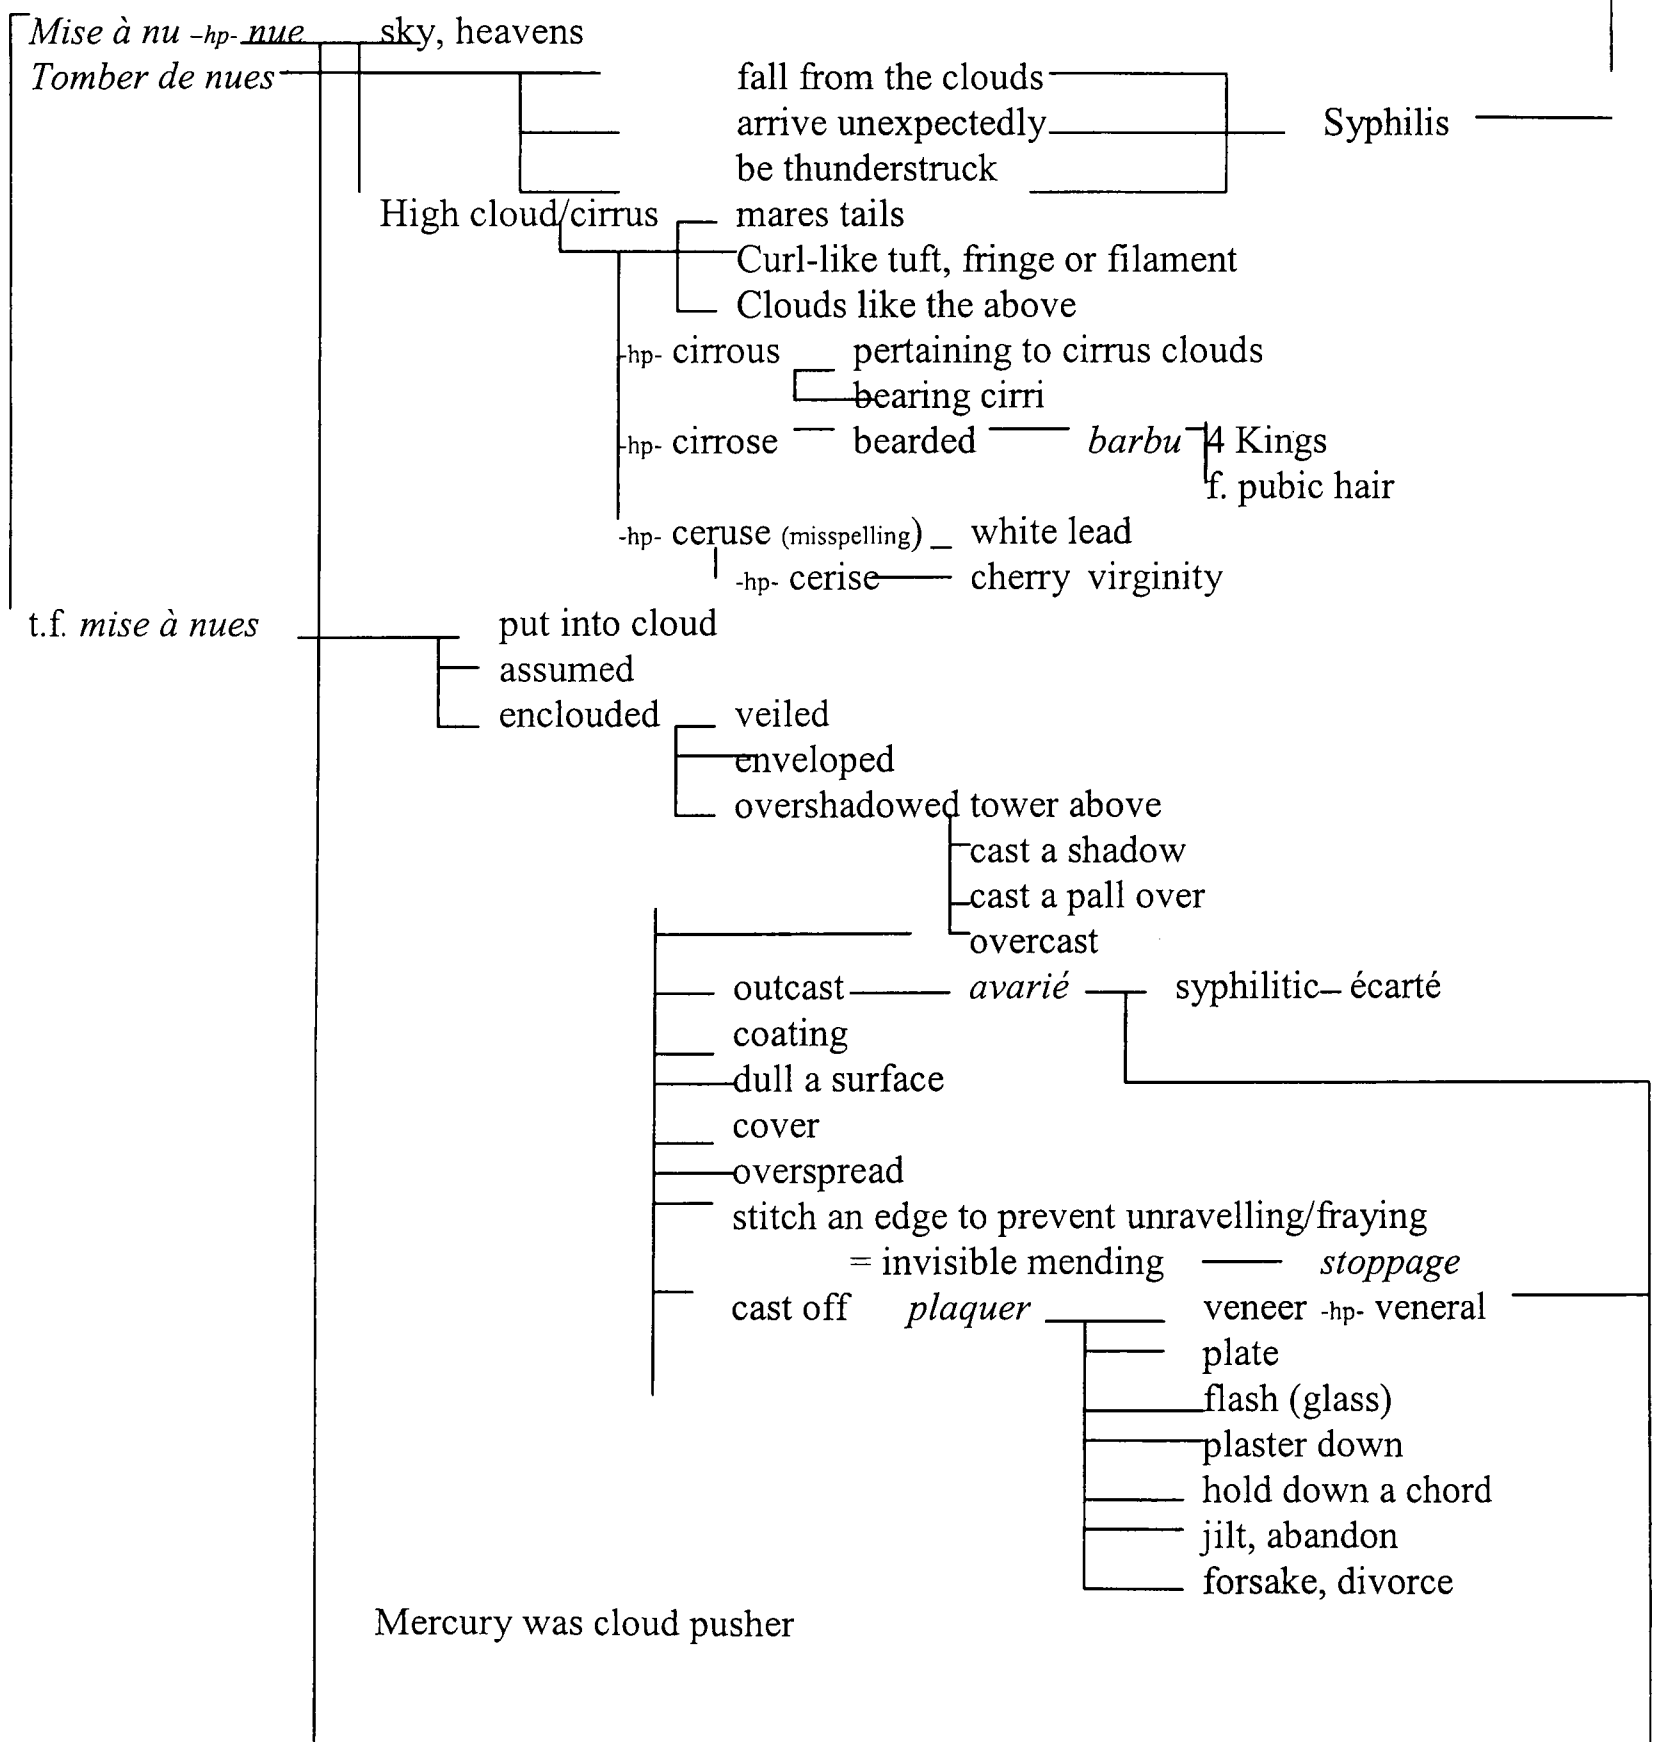 Mise à nu -hp- nue sky, heavens
Tomber de nues fall from the clouds
arrive unexpectedly Syphilis
be thunderstruck
High cloud/cirrus mares tails
Curl-like tuft, fringe or filament
Clouds like the above
-hp- cirrous pertaining to cirrus clouds
bearing cirri
-hp- cirrose bearded barbu 4 Kings
f. pubic hair
-hp- ceruse (misspelling) white lead
-hp- cerise cherry virginity
t.f. mise à nues put into cloud
assumed
enclouded veiled
enveloped
overshadowed tower above
cast a shadow
cast a pall over
overcast
outcast avarié syphilitic écarté
coating
dull a surface
cover
overspread
stitch an edge to prevent unravelling/fraying
= invisible mending stoppage
cast off plaquer veneer -hp- veneral
plate
flash (glass)
plaster down
hold down a chord
jilt, abandon
forsake, divorce
Mercury was cloud pusher